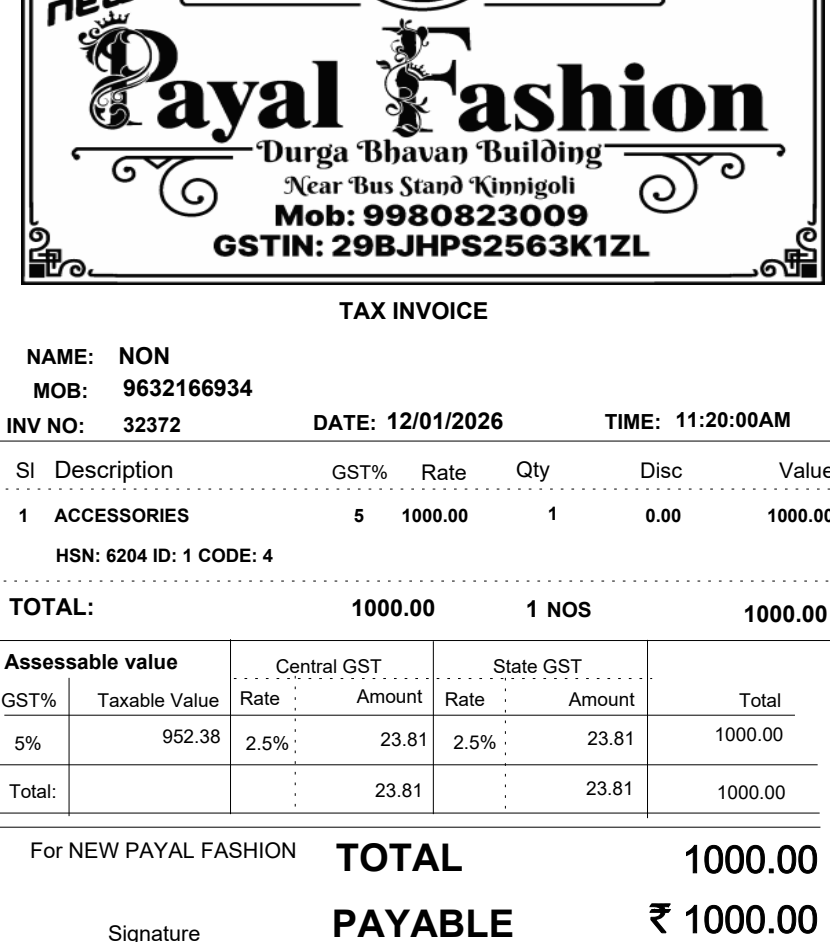 new
Payal Fashion
Durga Bhavan Building
Near Bus Stand Kinnigoli
Mob: 9980823009
GSTIN: 29BJHPS2563K1ZL
TAX INVOICE
NAME: NON
MOB: 9632166934
INV NO: 32372 DATE: 12/01/2026 TIME: 11:20:00AM
Sl Description GST% Rate Qty Disc Value
1 ACCESSORIES 5 1000.00 1 0.00 1000.00
HSN: 6204 ID: 1 CODE: 4
TOTAL: 1000.00 1 NOS 1000.00
Assessable value Central GST State GST
GST% Taxable Value Rate Amount Rate Amount Total
5% 952.38 2.5% 23.81 2.5% 23.81 1000.00
Total: 23.81 23.81 1000.00
For NEW PAYAL FASHION TOTAL 1000.00
Signature PAYABLE ₹ 1000.00